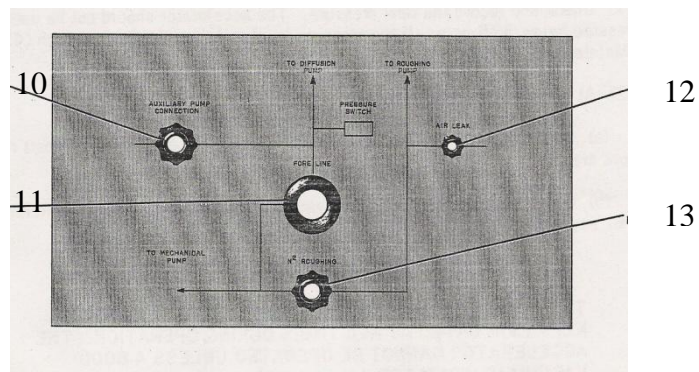 TO DIFFUSION
PUMP
TO ROUGHING
PUMP
10
12
AUXILIARY PUMP
CONNECTION
PRESSURE
SWITCH
AIR LEAK
FORE LINE
11
13
TO MECHANICAL
PUMP
N² ROUGHING